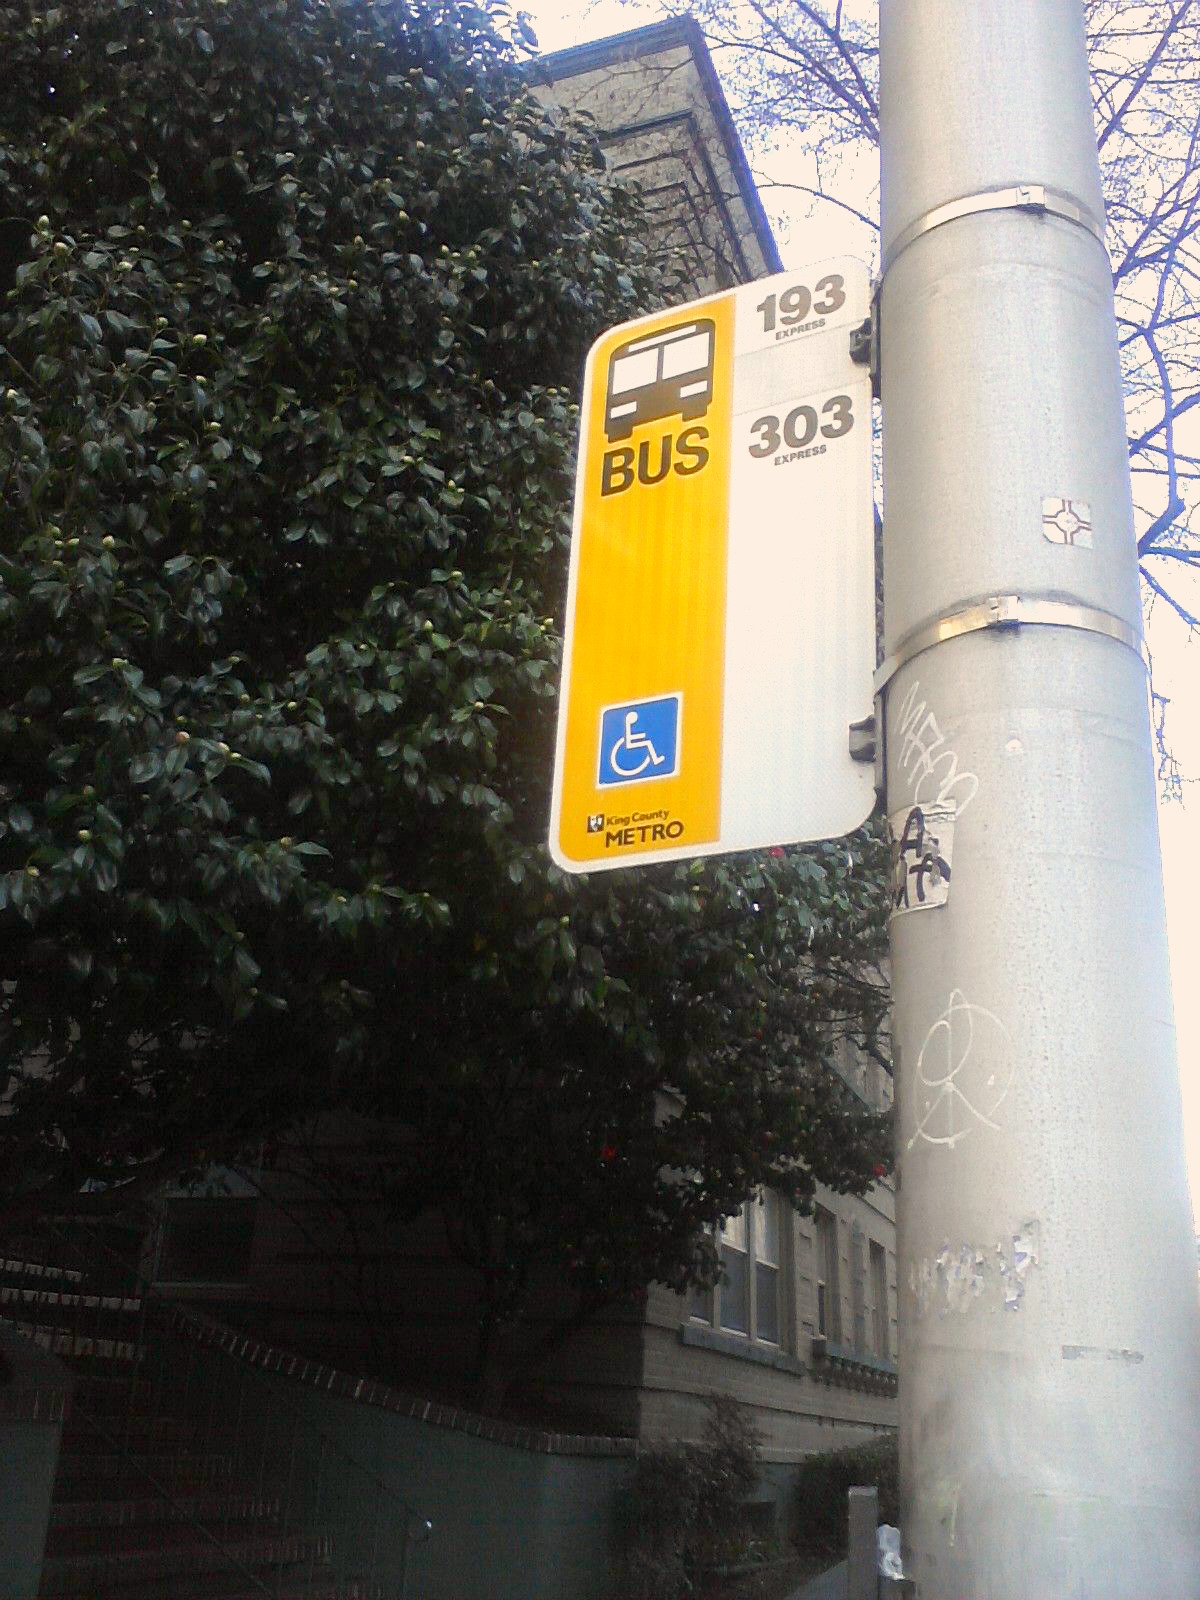 193
EXPRESS
303
EXPRESS
BUS
King County
METRO